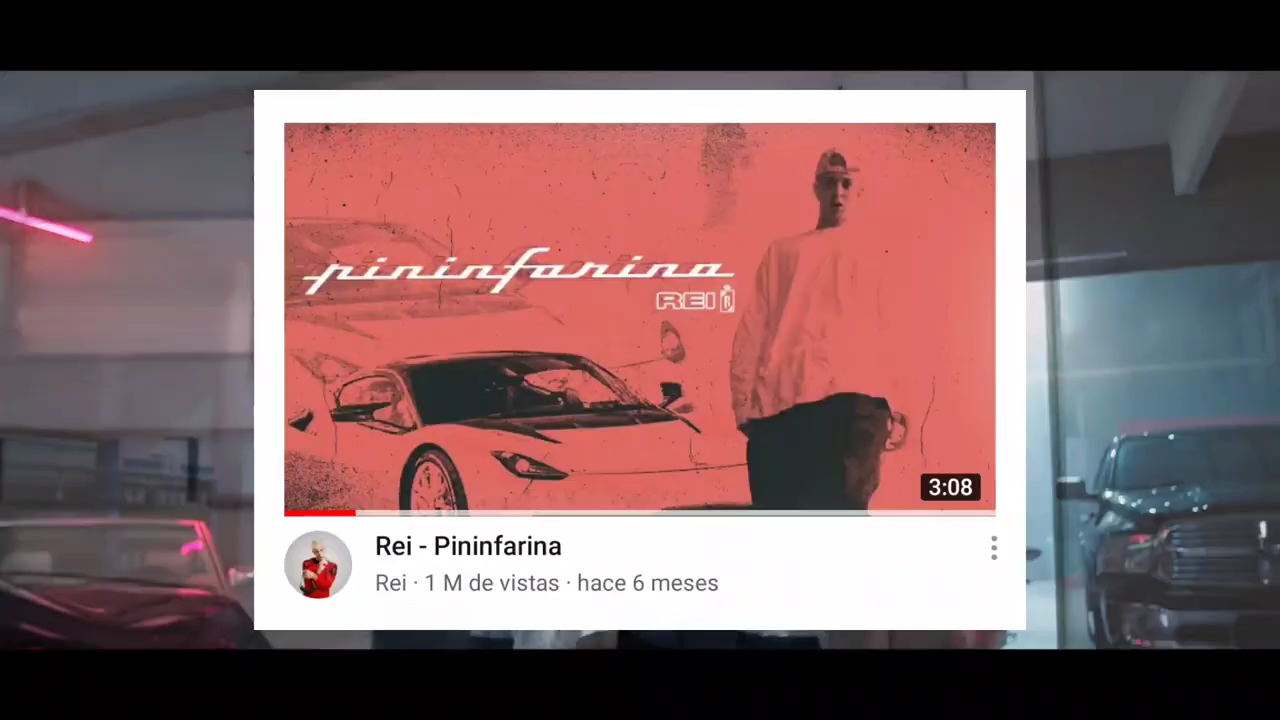 pininfarina
REI
3:08
Rei - Pininfarina
Rei · 1 M de vistas · hace 6 meses